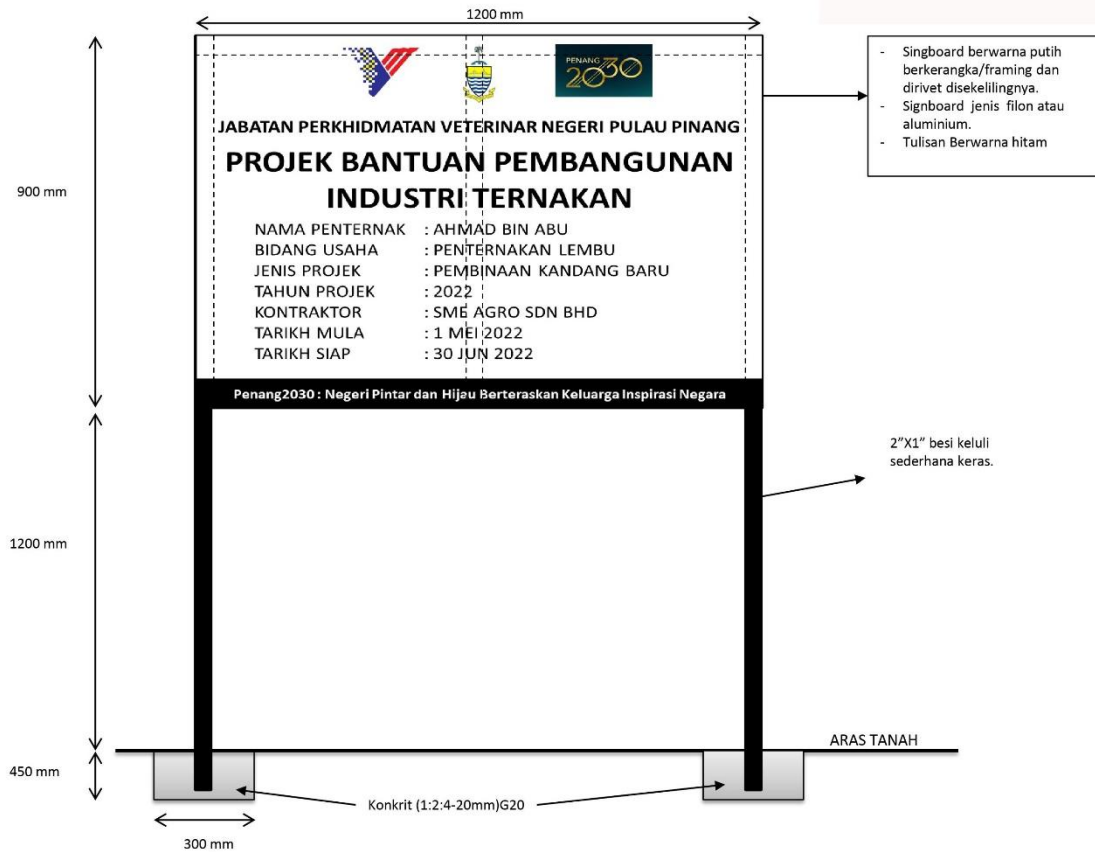 1200 mm
PENANG
2030
- Singboard berwarna putih
berkerangka/framing dan
dirivet disekelilingnya.
- Signboard jenis filon atau
aluminium.
- Tulisan Berwarna hitam
JABATAN PERKHIDMATAN VETERINAR NEGERI PULAU PINANG
PROJEK BANTUAN PEMBANGUNAN
INDUSTRI TERNAKAN
900 mm
NAMA PENTERNAK : AHMAD BIN ABU
BIDANG USAHA : PENTERNAKAN LEMBU
JENIS PROJEK : PEMBINAAN KANDANG BARU
TAHUN PROJEK : 2022
KONTRAKTOR : SME AGRO SDN BHD
TARIKH MULA : 1 MEI 2022
TARIKH SIAP : 30 JUN 2022
Penang2030 : Negeri Pintar dan Hijau Berteraskan Keluarga Inspirasi Negara
2”X1” besi keluli
sederhana keras.
1200 mm
ARAS TANAH
450 mm
Konkrit (1:2:4-20mm)G20
300 mm